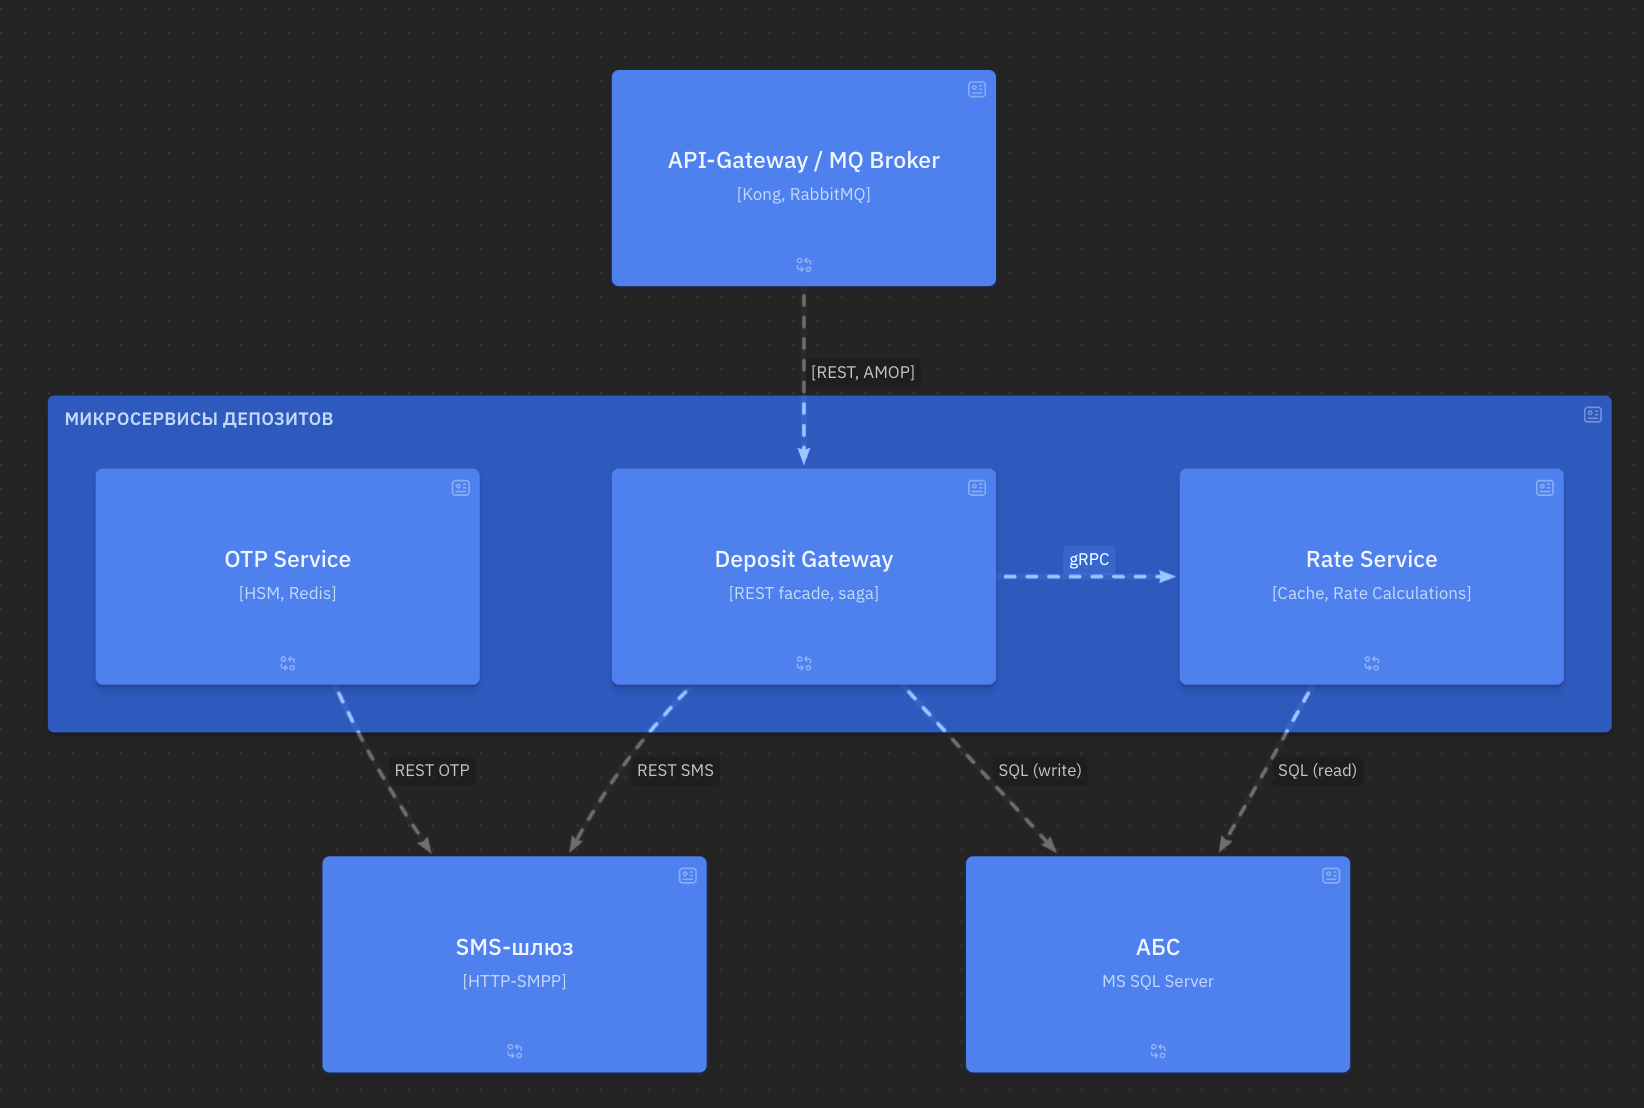 API-Gateway / MQ Broker
[Kong, RabbitMQ]
[REST, AMOP]
МИКРОСЕРВИСЫ ДЕПОЗИТОВ
OTP Service
[HSM, Redis]
Deposit Gateway
[REST facade, saga]
gRPC
Rate Service
[Cache, Rate Calculations]
REST OTP
REST SMS
SQL (write)
SQL (read)
SMS-шлюз
[HTTP-SMPP]
АБС
MS SQL Server